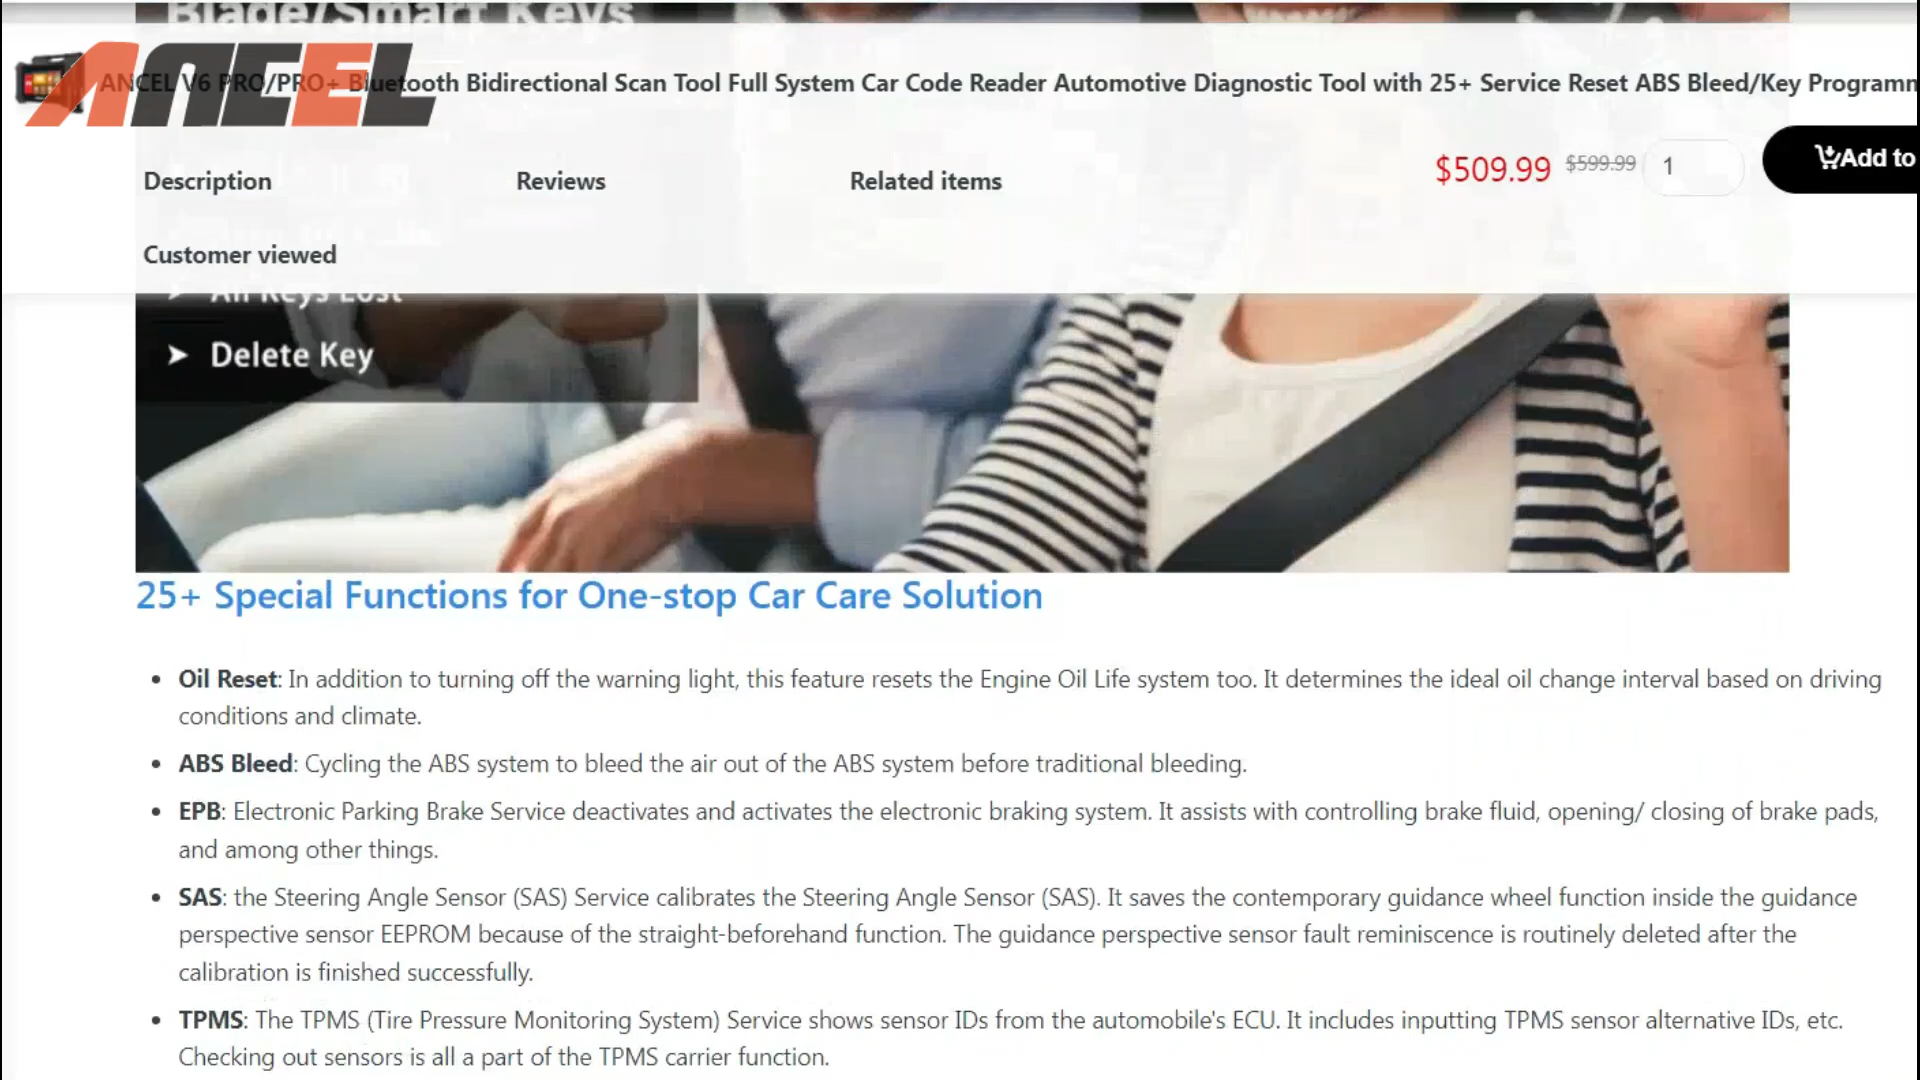 Blade/Smart Keys
ANCEL
ANCEL V6 PRO/PRO+ Bluetooth Bidirectional Scan Tool Full System Car Code Reader Automotive Diagnostic Tool with 25+ Service Reset ABS Bleed/Key Programm
$509.99 $599.99 1 Add to
Description Reviews Related items
Customer viewed
➤ All Keys Lost
➤ Delete Key
25+ Special Functions for One-stop Car Care Solution
• Oil Reset: In addition to turning off the warning light, this feature resets the Engine Oil Life system too. It determines the ideal oil change interval based on driving
conditions and climate.
• ABS Bleed: Cycling the ABS system to bleed the air out of the ABS system before traditional bleeding.
• EPB: Electronic Parking Brake Service deactivates and activates the electronic braking system. It assists with controlling brake fluid, opening/ closing of brake pads,
and among other things.
• SAS: the Steering Angle Sensor (SAS) Service calibrates the Steering Angle Sensor (SAS). It saves the contemporary guidance wheel function inside the guidance
perspective sensor EEPROM because of the straight-beforehand function. The guidance perspective sensor fault reminiscence is routinely deleted after the
calibration is finished successfully.
• TPMS: The TPMS (Tire Pressure Monitoring System) Service shows sensor IDs from the automobile's ECU. It includes inputting TPMS sensor alternative IDs, etc.
Checking out sensors is all a part of the TPMS carrier function.